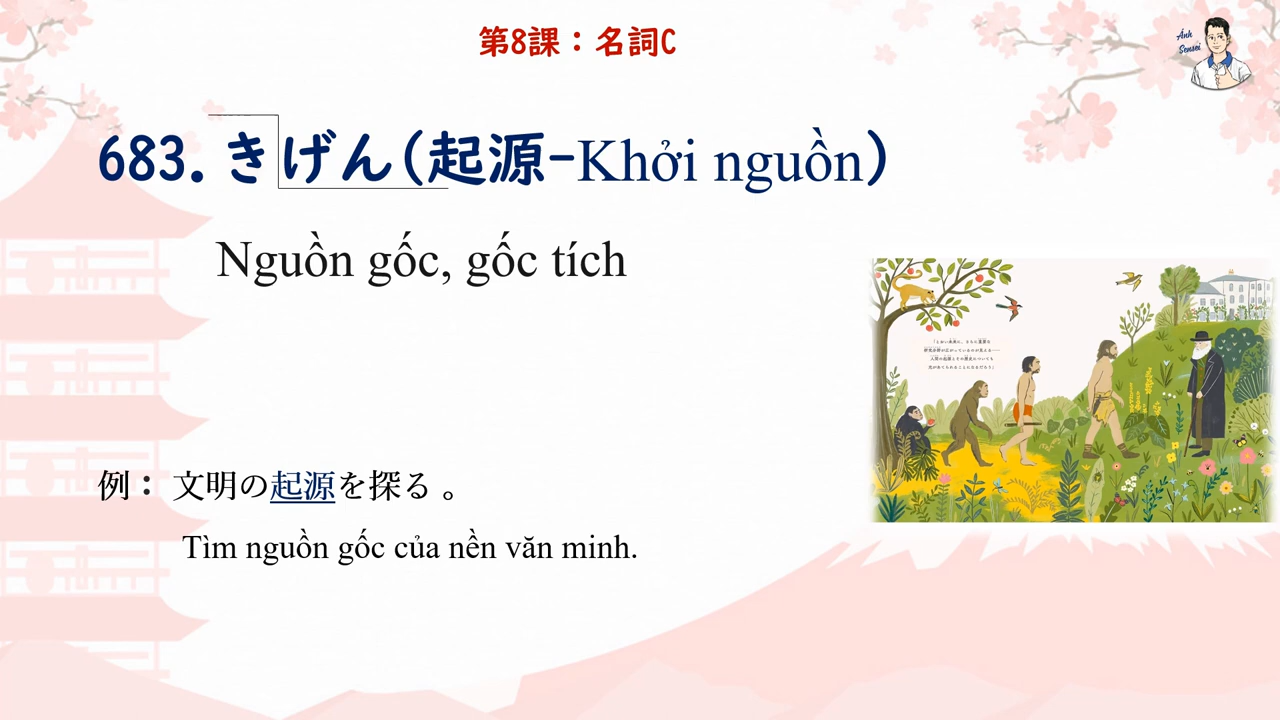 第8課：名詞C
Anh
Sensei
683. きげん(起源-Khởi nguồn)
Nguồn gốc, gốc tích
例： 文明の起源を探る 。
Tìm nguồn gốc của nền văn minh.